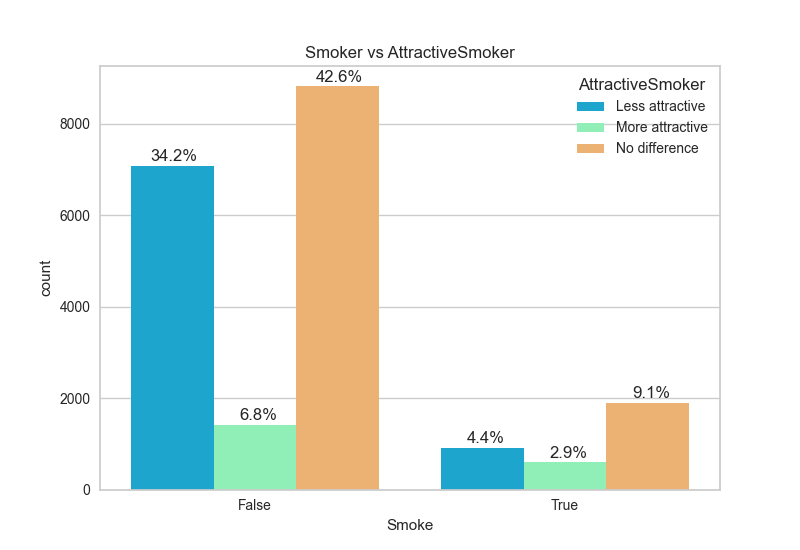 Smoker vs AttractiveSmoker
42.6%
AttractiveSmoker
Less attractive
More attractive
No difference
8000
34.2%
6000
count
4000
9.1%
2000
6.8%
4.4%
2.9%
0
False
True
Smoke